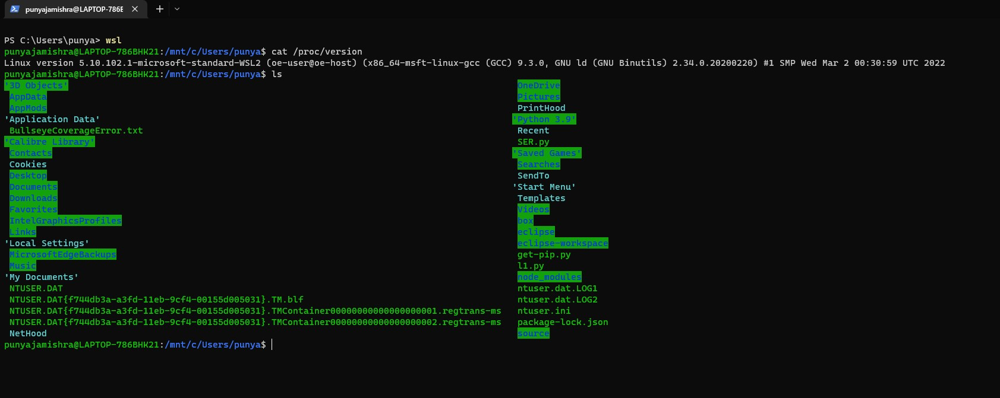 punyajamishra@LAPTOP-786E
PS C:\Users\punya> wsl
punyajamishra@LAPTOP-786BHK21:/mnt/c/Users/punya$ cat /proc/version
Linux version 5.10.102.1-microsoft-standard-WSL2 (oe-user@oe-host) (x86_64-msft-linux-gcc (GCC) 9.3.0, GNU ld (GNU Binutils) 2.34.0.20200220) #1 SMP Wed Mar 2 00:30:59 UTC 2022
punyajamishra@LAPTOP-786BHK21:/mnt/c/Users/punya$ ls
'3D Objects' OneDrive
AppData Pictures
AppMods PrintHood
'Application Data' 'Python 3.9'
BullseyeCoverageError.txt Recent
'Calibre Library' SER.py
Contacts 'Saved Games'
Cookies Searches
Desktop SendTo
Documents 'Start Menu'
Downloads Templates
Favorites Videos
IntelGraphicsProfiles box
Links eclipse
'Local Settings' eclipse-workspace
MicrosoftEdgeBackups get-pip.py
Music l1.py
'My Documents' node_modules
NTUSER.DAT ntuser.dat.LOG1
NTUSER.DAT{f744db3a-a3fd-11eb-9cf4-00155d005031}.TM.blf ntuser.dat.LOG2
NTUSER.DAT{f744db3a-a3fd-11eb-9cf4-00155d005031}.TMContainer00000000000000000001.regtrans-ms ntuser.ini
NTUSER.DAT{f744db3a-a3fd-11eb-9cf4-00155d005031}.TMContainer00000000000000000002.regtrans-ms package-lock.json
NetHood source
punyajamishra@LAPTOP-786BHK21:/mnt/c/Users/punya$